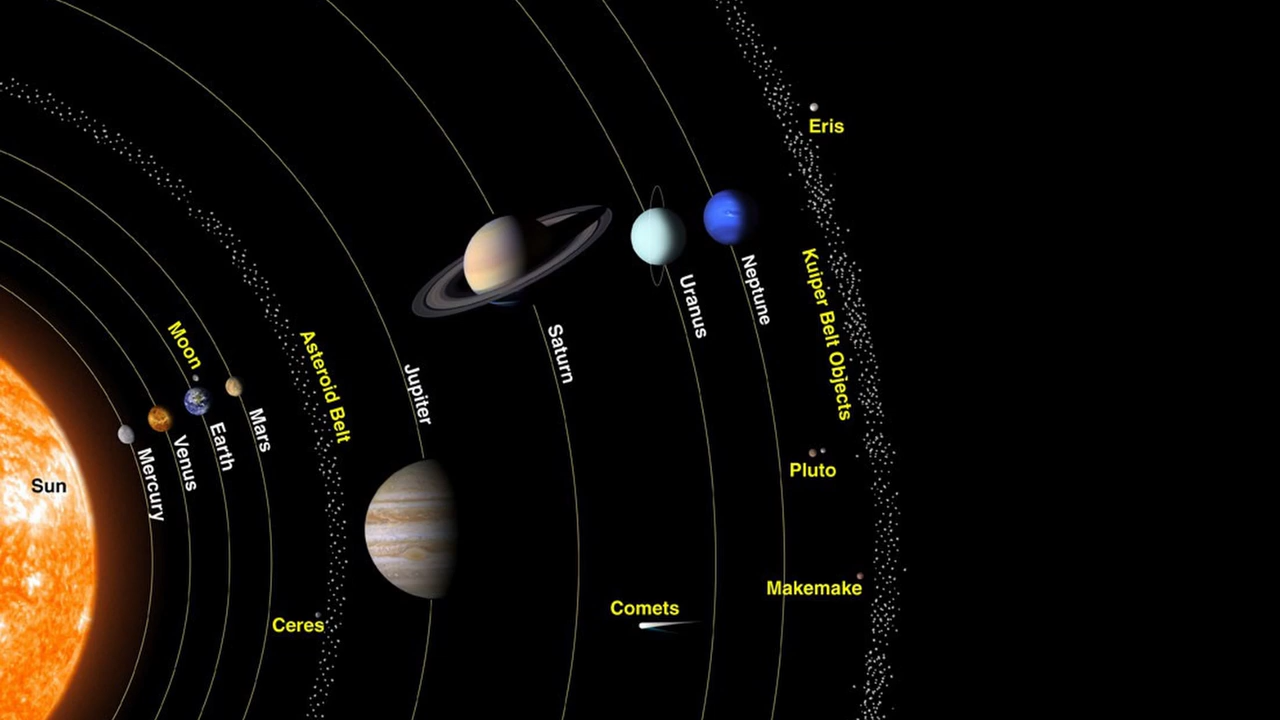 Sun
Mercury
Venus
Earth
Moon
Mars
Asteroid Belt
Ceres
Jupiter
Saturn
Uranus
Comets
Neptune
Kuiper Belt Objects
Eris
Pluto
Makemake